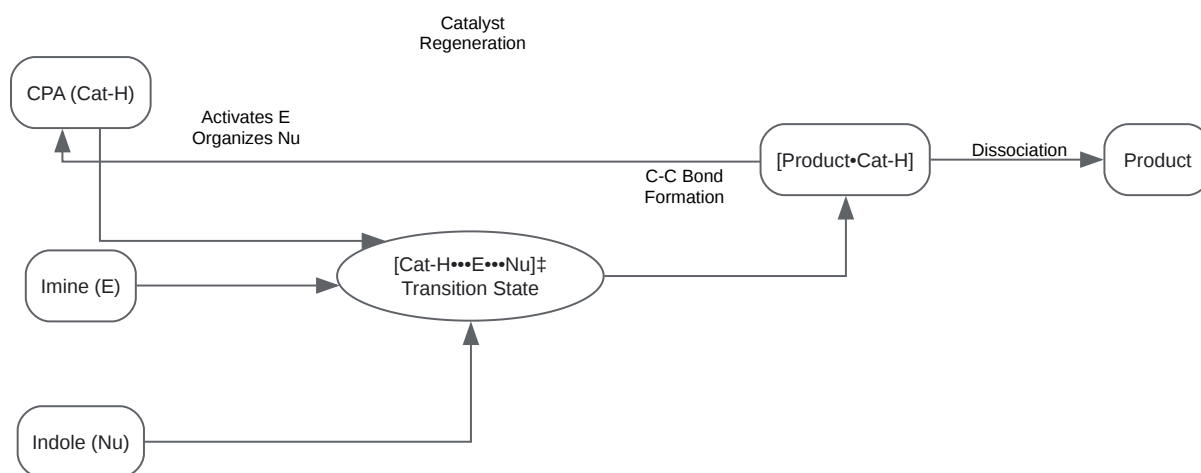 Catalyst
Regeneration
CPA (Cat-H)
Activates E
Organizes Nu
C-C Bond
Formation
[Product•Cat-H]
Dissociation
Product
Imine (E)
[Cat-H•••E•••Nu]‡
Transition State
Indole (Nu)